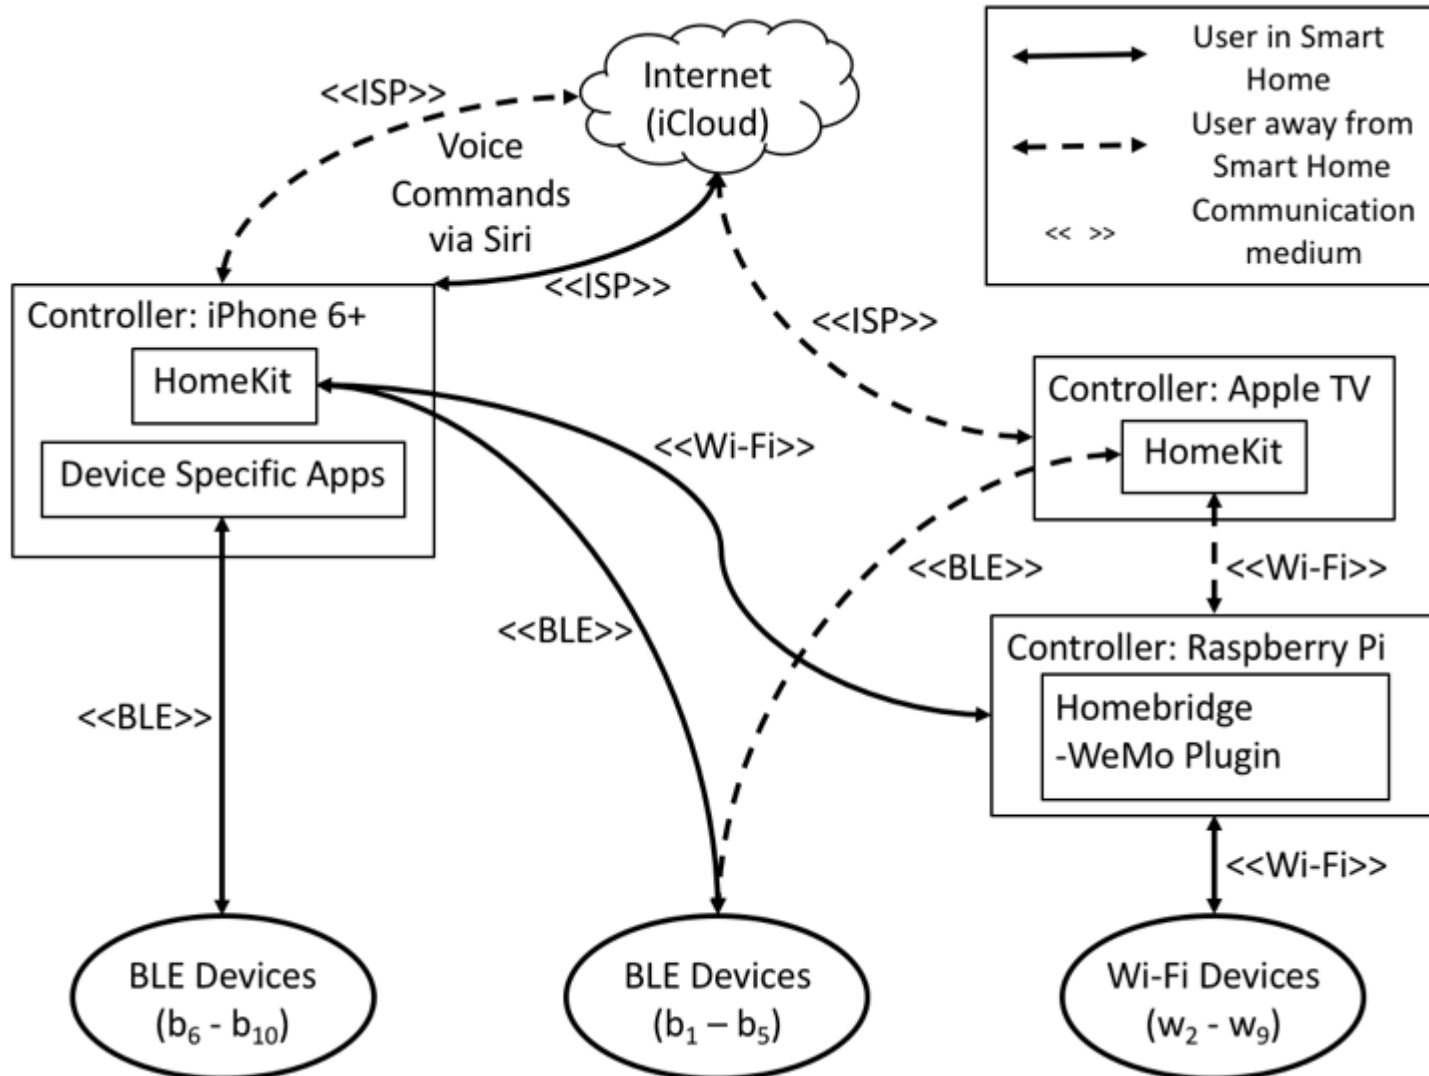 Internet
(iCloud)
<<ISP>>
Voice
Commands
via Siri
<<ISP>>
<<ISP>>
User in Smart
Home
User away from
Smart Home
<< >>
Communication
medium
Controller: iPhone 6+
HomeKit
Device Specific Apps
Controller: Apple TV
HomeKit
<<Wi-Fi>>
<<BLE>>
<<Wi-Fi>>
<<BLE>>
<<BLE>>
Controller: Raspberry Pi
Homebridge
-WeMo Plugin
<<Wi-Fi>>
BLE Devices
(b₆ - b₁₀)
BLE Devices
(b₁ – b₅)
Wi-Fi Devices
(w₂ - w₉)